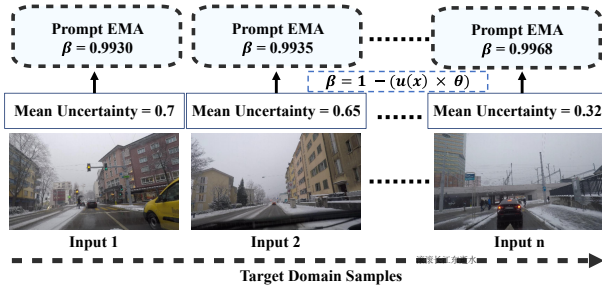 Prompt EMA
β = 0.9930
Prompt EMA
β = 0.9935
Prompt EMA
β = 0.9968
β = 1 − (u(x) × θ)
Mean Uncertainty = 0.7
Mean Uncertainty = 0.65
Mean Uncertainty = 0.32
Input 1
Input 2
Input n
Target Domain Samples